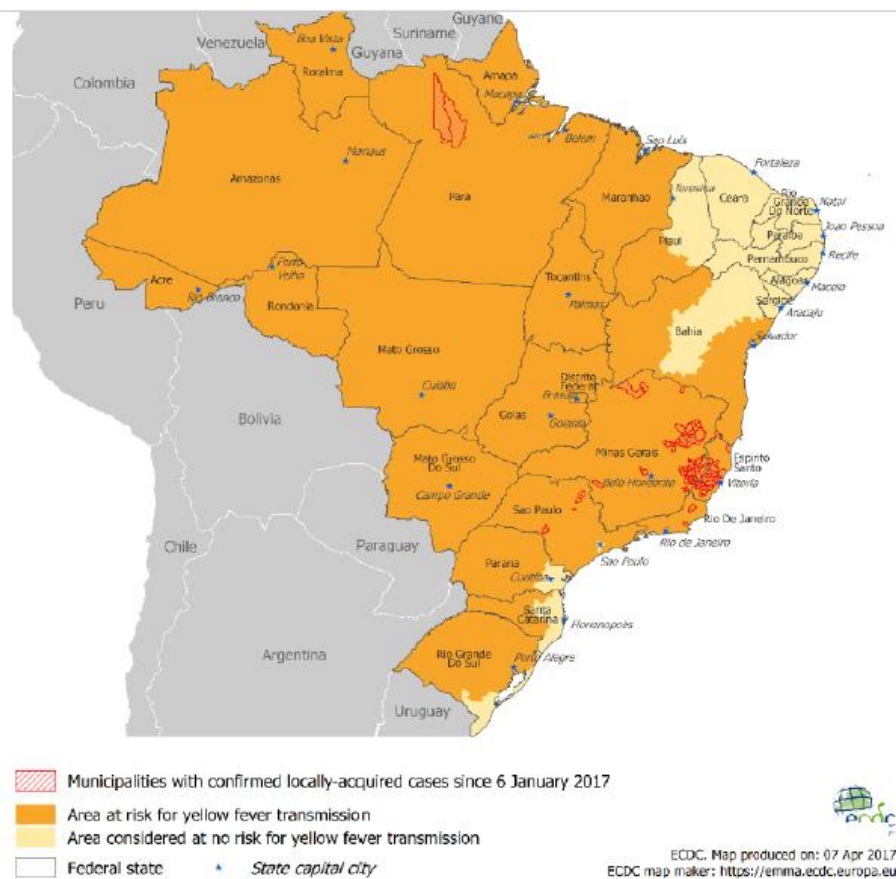 Guyane
Suriname
Venezuela
Guyana
Colombia
Boa Vista
Roraima
Amapa
Macapa
Belem
Sao Luis
Fortaleza
Manaus
Amazonas
Para
Maranhao
Teresina
Ceara
Rio
Grande
Do Norte
Natal
Joao Pessoa
Paraiba
Piaui
Pernambuco
Recife
Porto
Velho
Acre
Rio Branco
Tocantins
Palmas
Alagoas
Maceio
Sergipe
Aracaju
Peru
Rondonia
Mato Grosso
Bahia
Salvador
Cuiaba
Distrito
Federal
Brasilia
Goias
Goiania
Bolivia
Minas Gerais
Espirito
Santo
Mato Grosso
Do Sul
Campo Grande
Belo Horizonte
Vitoria
Sao Paulo
Rio De Janeiro
Rio de Janeiro
Chile
Paraguay
Parana
Sao Paulo
Curitiba
Santa
Catarina
Florianopolis
Argentina
Rio Grande
Do Sul
Porto Alegre
Uruguay
Municipalities with confirmed locally-acquired cases since 6 January 2017
Area at risk for yellow fever transmission
Area considered at no risk for yellow fever transmission
Federal state
State capital city
ecdc
ECDC. Map produced on: 07 Apr 2017
ECDC map maker: https://emma.ecdc.europa.eu